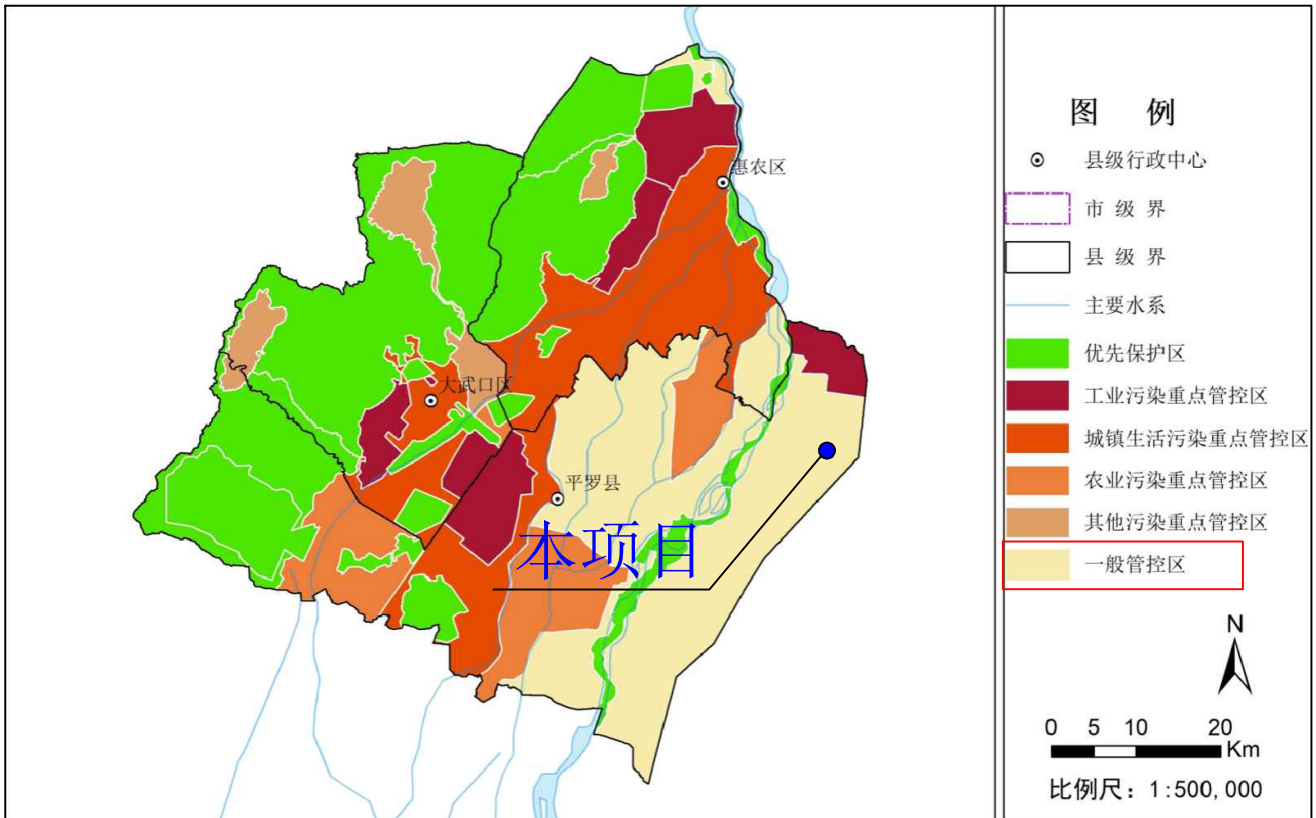 惠农区
大武口区
平罗县
本项目
图 例
县级行政中心
市 级 界
县 级 界
主要水系
优先保护区
工业污染重点管控区
城镇生活污染重点管控区
农业污染重点管控区
其他污染重点管控区
一般管控区
N
0 5 10 20
Km
比例尺：1:500,000